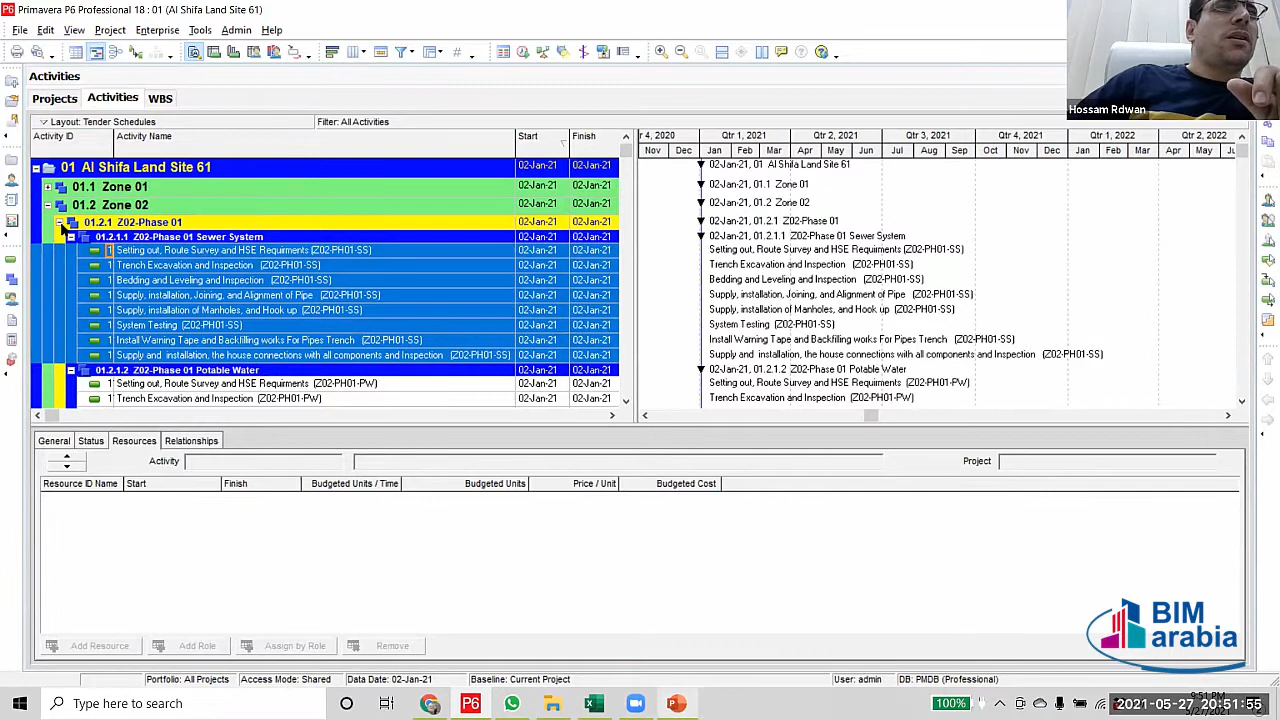 Primavera P6 Professional 18 : 01 (Al Shifa Land Site 61)
File Edit View Project Enterprise Tools Admin Help
Hossam Rdwan
Activities
Projects Activities WBS
Layout: Tender Schedules Filter: All Activities
Activity ID Activity Name Start Finish
r 4, 2020 Qtr 1, 2021 Qtr 2, 2021 Qtr 3, 2021 Qtr 4, 2021 Qtr 1, 2022 Qtr 2, 2022
Nov Dec Jan Feb Mar Apr May Jun Jul Aug Sep Oct Nov Dec Jan Feb Mar Apr May Ju
01 Al Shifa Land Site 61 02-Jan-21 02-Jan-21 02-Jan-21, 01 Al Shifa Land Site 61
01.1 Zone 01 02-Jan-21 02-Jan-21 02-Jan-21, 01.1 Zone 01
01.2 Zone 02 02-Jan-21 02-Jan-21 02-Jan-21, 01.2 Zone 02
01.2.1 Z02-Phase 01 02-Jan-21 02-Jan-21 02-Jan-21, 01.2.1 Z02-Phase 01
01.2.1.1 Z02-Phase 01 Sewer System 02-Jan-21 02-Jan-21 02-Jan-21, 01.2.1.1 Z02-Phase 01 Sewer System
1 Setting out, Route Survey and HSE Requirments (Z02-PH01-SS) 02-Jan-21 02-Jan-21 Setting out, Route Survey and HSE Requirments (Z02-PH01-SS)
1 Trench Excavation and Inspection (Z02-PH01-SS) 02-Jan-21 02-Jan-21 Trench Excavation and Inspection (Z02-PH01-SS)
1 Bedding and Leveling and Inspection (Z02-PH01-SS) 02-Jan-21 02-Jan-21 Bedding and Leveling and Inspection (Z02-PH01-SS)
1 Supply, installation, Joining, and Alignment of Pipe (Z02-PH01-SS) 02-Jan-21 02-Jan-21 Supply, installation, Joining, and Alignment of Pipe (Z02-PH01-SS)
1 Supply, installation of Manholes, and Hook up (Z02-PH01-SS) 02-Jan-21 02-Jan-21 Supply, installation of Manholes, and Hook up (Z02-PH01-SS)
1 System Testing (Z02-PH01-SS) 02-Jan-21 02-Jan-21 System Testing (Z02-PH01-SS)
1 Install Warning Tape and Backfilling works For Pipes Trench (Z02-PH01-SS) 02-Jan-21 02-Jan-21 Install Warning Tape and Backfilling works For Pipes Trench (Z02-PH01-SS)
1 Supply and installation, the house connections with all components and Inspection (Z02-PH01-SS) 02-Jan-21 02-Jan-21 Supply and installation, the house connections with all components and Inspection (Z02-PH01-SS)
01.2.1.2 Z02-Phase 01 Potable Water 02-Jan-21 02-Jan-21 02-Jan-21, 01.2.1.2 Z02-Phase 01 Potable Water
1 Setting out, Route Survey and HSE Requirments (Z02-PH01-PW) 02-Jan-21 02-Jan-21 Setting out, Route Survey and HSE Requirments (Z02-PH01-PW)
1 Trench Excavation and Inspection (Z02-PH01-PW) 02-Jan-21 02-Jan-21 Trench Excavation and Inspection (Z02-PH01-PW)
General Status Resources Relationships
Activity Project
Resource ID Name Start Finish Budgeted Units / Time Budgeted Units Price / Unit Budgeted Cost
BIM
arabia
Add Resource Add Role Assign by Role Remove
Portfolio: All Projects Access Mode: Shared Data Date: 02-Jan-21 Baseline: Current Project User: admin DB: PMDB (Professional)
Type here to search 100% 9:51 PM
2021-05-27 20:51:55
5/27/2021